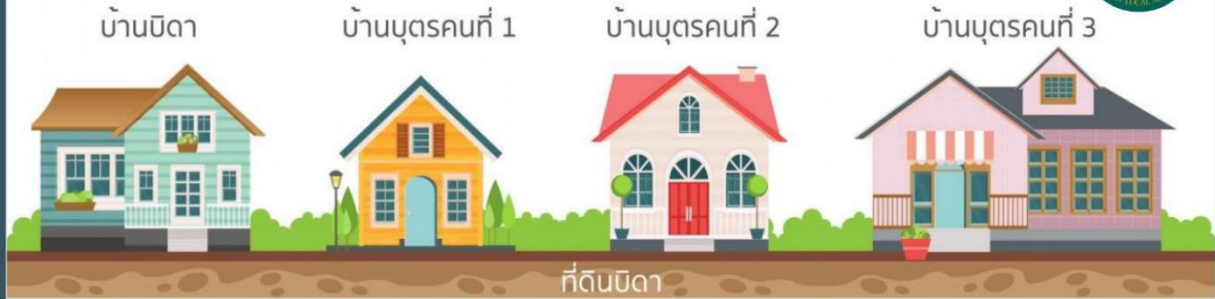 บ้านบิดา
บ้านบุตรคนที่ 1
บ้านบุตรคนที่ 2
บ้านบุตรคนที่ 3
ที่ดินบิดา